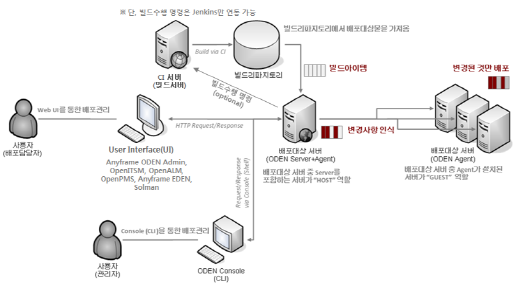 ※ 단, 빌드수행 명령은 Jenkins만 연동 가능
빌드리파지토리에서 배포대상물을 가져옴
Build via CI
CI 서버
(빌드서버)
빌드리파지토리
빌드아이템
변경된 것만 배포
빌드수행 명령
(optional)
Web UI를 통한 배포관리
HTTP Request/Response
변경사항 인식
사용자
(배포담당자)
User Interface(UI)
Anyframe ODEN Admin,
OpenITSM, OpenALM,
OpenPMS, Anyframe EDEN,
Solman
배포대상 서버
(ODEN Server+Agent)
배포대상 서버 중 Server를
포함하는 서버가 "HOST" 역할
배포대상 서버
(ODEN Agent)
배포대상 서버 중 Agent가 설치된
서버가 "GUEST" 역할
Request/Response
via Console (Shell)
Console (CLI)을 통한 배포관리
사용자
(관리자)
ODEN Console
(CLI)